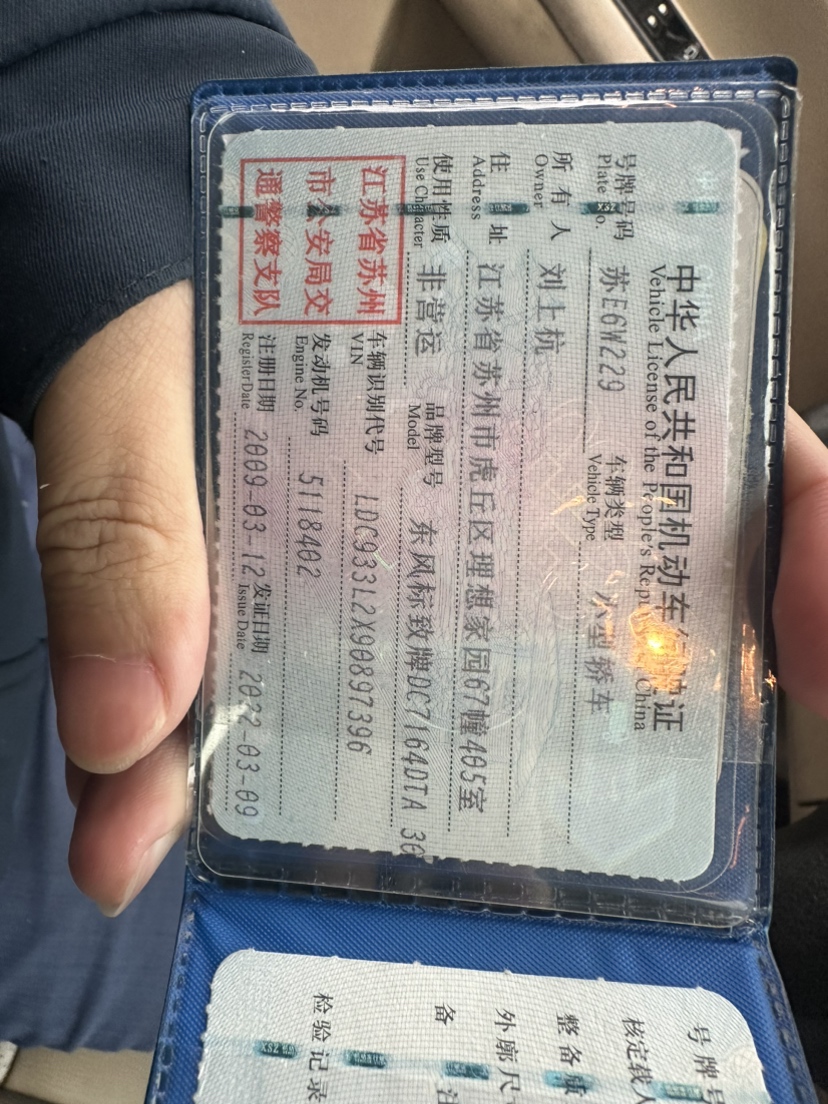 中华人民共和国机动车行驶证
Vehicle License of the People's Republic of China
号牌号码 苏E6W229 车辆类型 小型轿车
Plate No. Vehicle Type
所有人 刘上杭
Owner
住址 江苏省苏州市虎丘区理想家园67幢405室
Address
使用性质 非营运 品牌型号 东风标致牌DC7164DTA
Use Character Model
江苏省苏州
市公安局交
通警察支队
车辆识别代号 LDC933L2X90897396
VIN
发动机号码 5118402
Engine No.
注册日期 2009-03-12 发证日期 2022-03-09
Register Date Issue Date
号牌号
核定载人
整备质
外廓尺
备 注
检验记录